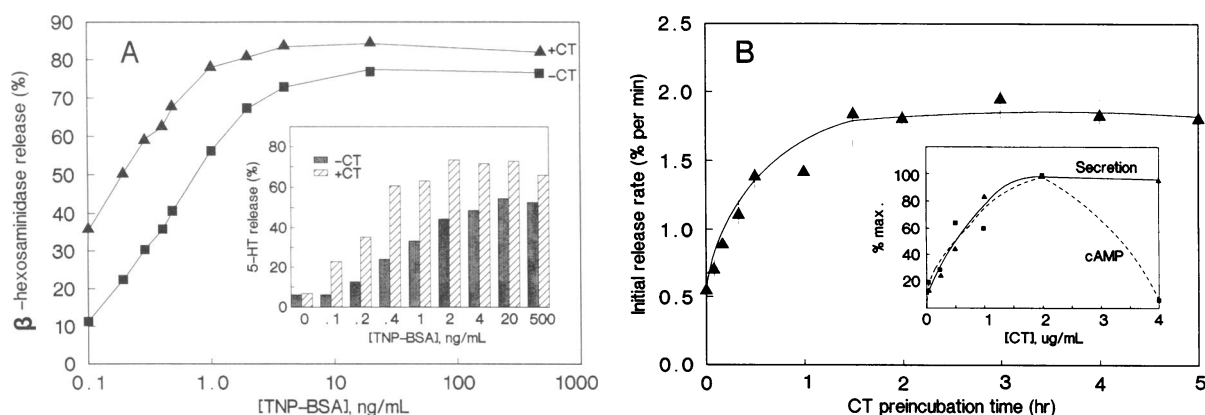 A
β-hexosaminidase release (%)
90
80
70
60
50
40
30
20
10
0
+CT
−CT
0.1
1.0
10
100
1000
[TNP−BSA], ng/mL
5−HT release (%)
80
60
40
20
0
−CT
+CT
0 .1 .2 .4 1 2 4 20 500
[TNP−BSA], ng/mL
B
Initial release rate (% per min)
2.5
2.0
1.5
1.0
0.5
0.0
0 1 2 3 4 5
CT preincubation time (hr)
% max.
100
80
60
40
20
Secretion
cAMP
0 1 2 3 4
[CT], ug/mL